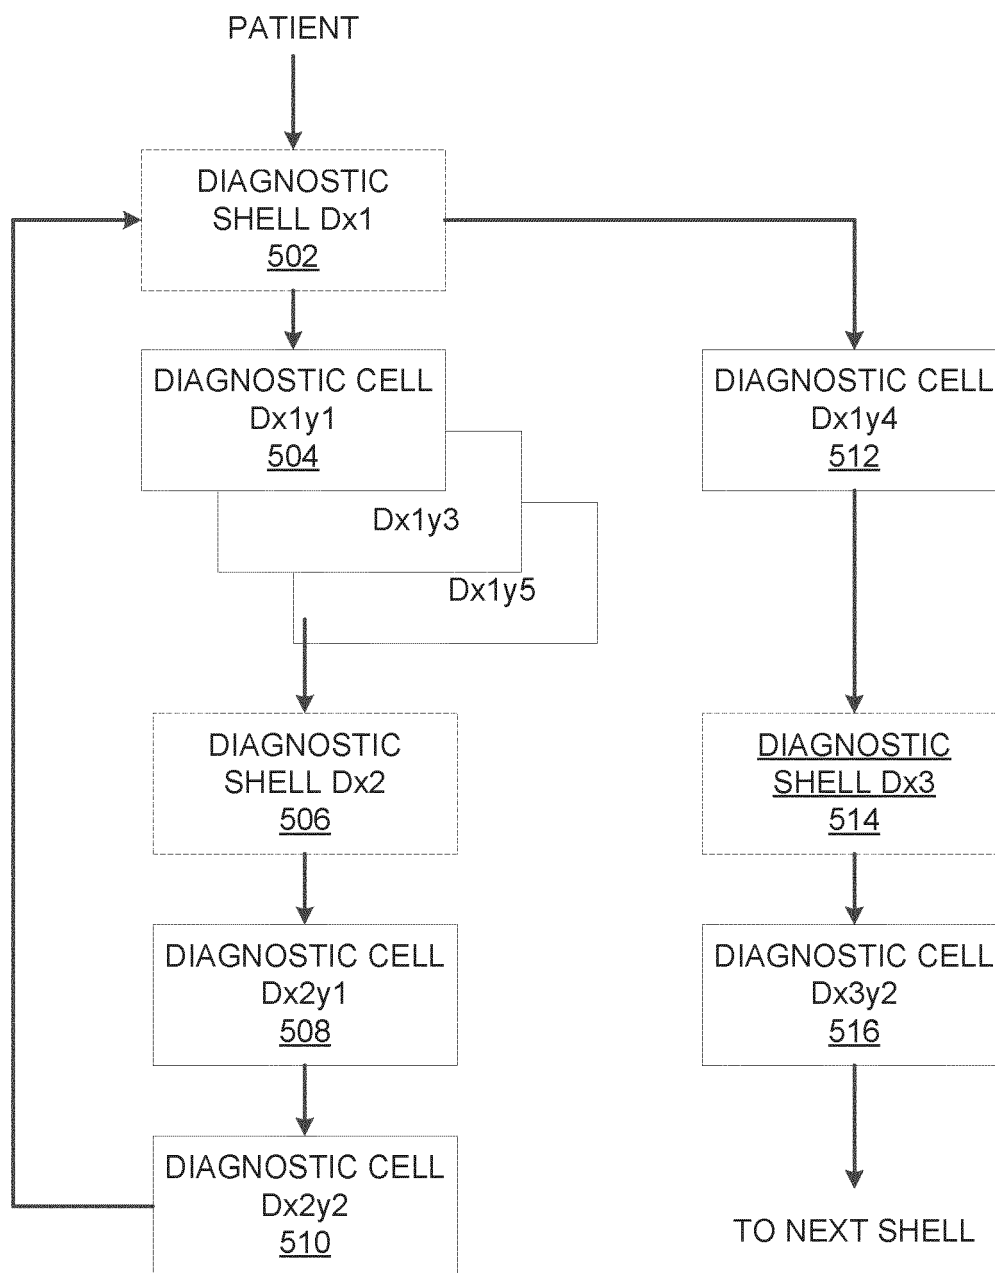 PATIENT
DIAGNOSTIC
SHELL Dx1
502
DIAGNOSTIC CELL
Dx1y1
504
Dx1y3
Dx1y5
DIAGNOSTIC
SHELL Dx2
506
DIAGNOSTIC CELL
Dx2y1
508
DIAGNOSTIC CELL
Dx2y2
510
DIAGNOSTIC CELL
Dx1y4
512
DIAGNOSTIC
SHELL Dx3
514
DIAGNOSTIC CELL
Dx3y2
516
TO NEXT SHELL